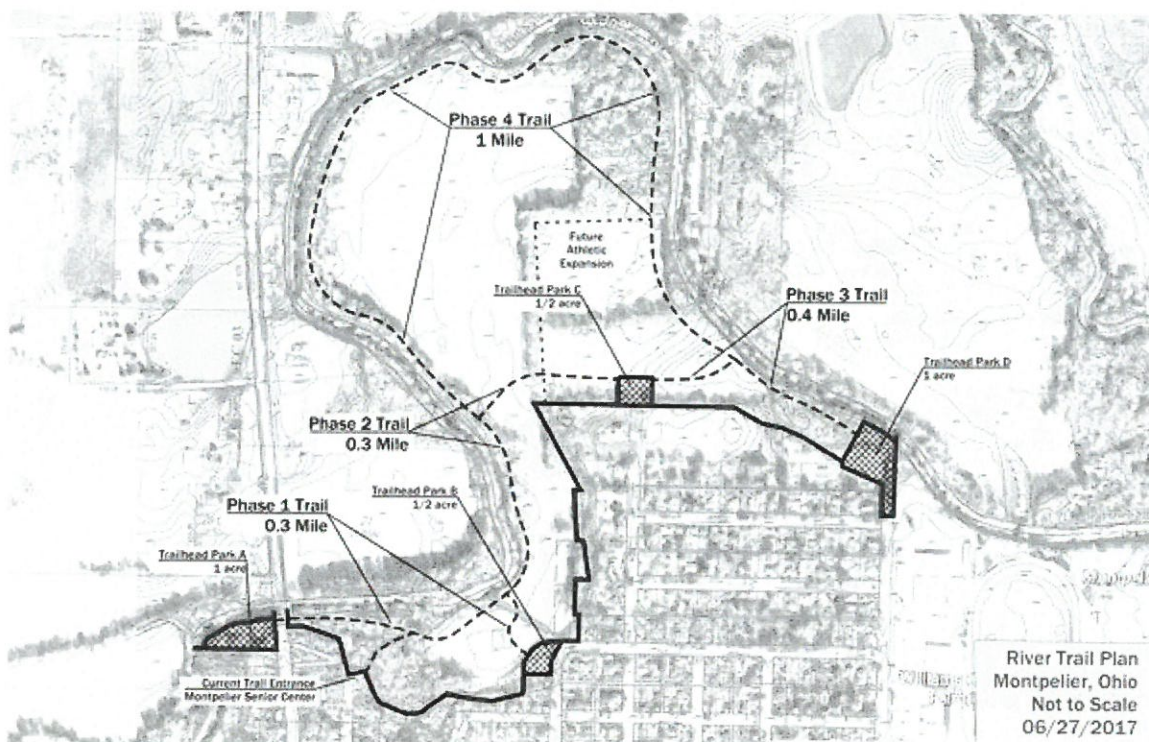 Phase 4 Trail
1 Mile
Future
Athletic
Expansion
Trailhead Park C
1/2 acre
Phase 3 Trail
0.4 Mile
Trailhead Park D
1 acre
Phase 2 Trail
0.3 Mile
Trailhead Park B
1/2 acre
Phase 1 Trail
0.3 Mile
Trailhead Park A
1 acre
Current Trail Entrance
Montpelier Senior Center
River Trail Plan
Montpelier, Ohio
Not to Scale
06/27/2017